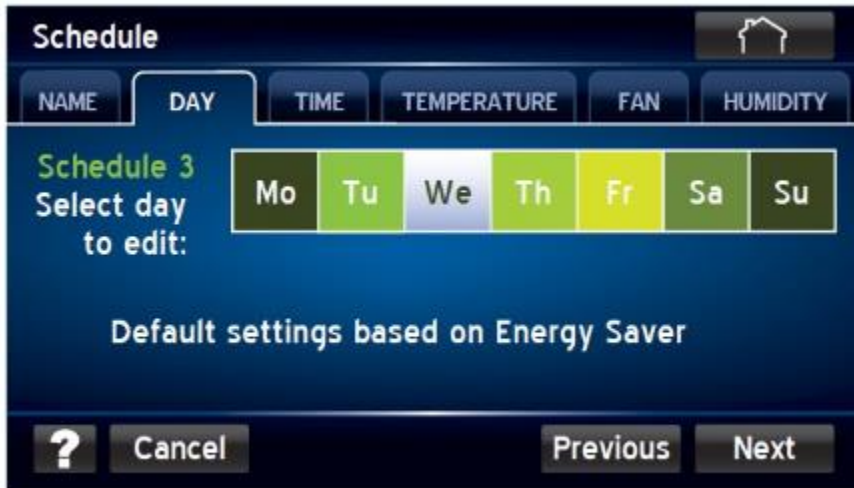 Schedule
NAME DAY TIME TEMPERATURE FAN HUMIDITY
Schedule 3
Select day
to edit:
Mo Tu We Th Fr Sa Su
Default settings based on Energy Saver
? Cancel Previous Next